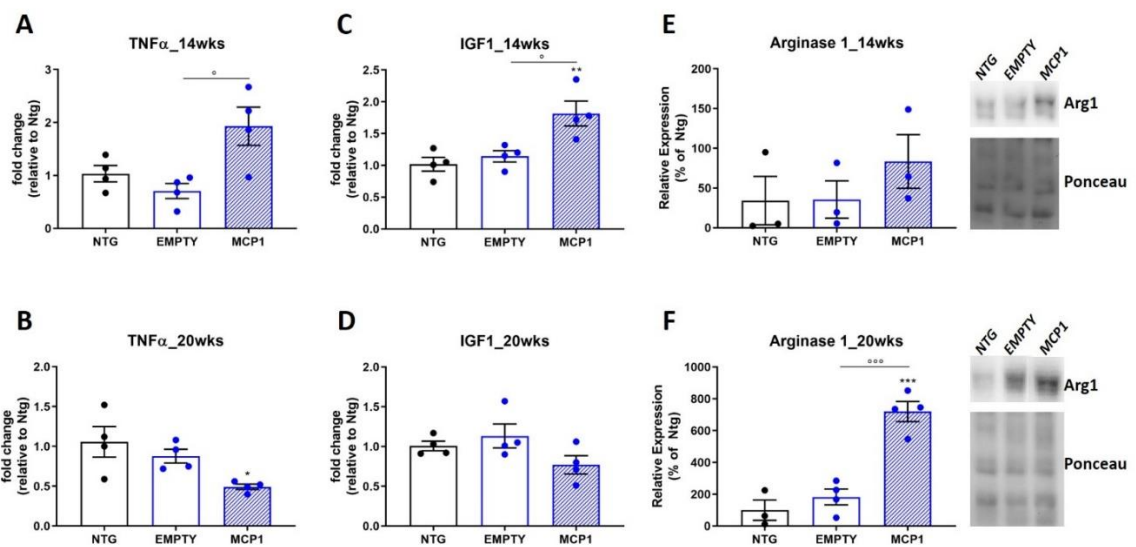 A
TNFα_14wks
fold change
(relative to Ntg)
3
2
1
0
°
NTG EMPTY MCP1
C
IGF1_14wks
fold change
(relative to Ntg)
2.5
2.0
1.5
1.0
0.5
0.0
°
**
NTG EMPTY MCP1
E
Arginase 1_14wks
Relative Expression
(% of Ntg)
200
150
100
50
0
NTG EMPTY MCP1
NTG EMPTY MCP1
Arg1
Ponceau
B
TNFα_20wks
fold change
(relative to Ntg)
2.0
1.5
1.0
0.5
0.0
*
NTG EMPTY MCP1
D
IGF1_20wks
fold change
(relative to Ntg)
2.0
1.5
1.0
0.5
0.0
NTG EMPTY MCP1
F
Arginase 1_20wks
Relative Expression
(% of Ntg)
1000
800
600
400
200
0
°°°
***
NTG EMPTY MCP1
NTG EMPTY MCP1
Arg1
Ponceau